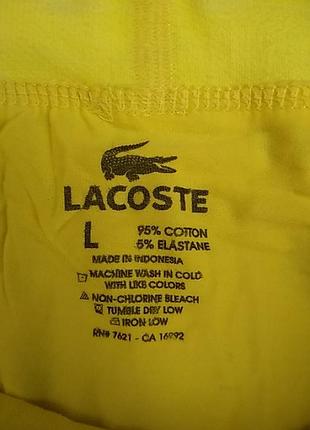 LACOSTE
L 95% COTTON
5% ELASTANE
MADE IN INDONESIA
MACHINE WASH IN COLD
WITH LIKE COLORS
NON-CHLORINE BLEACH
TUMBLE DRY LOW
IRON LOW
RN# 7621 - CA 16992